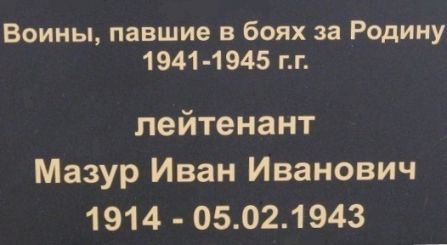 Воины, павшие в боях за Родину
1941-1945 г.г.
лейтенант
Мазур Иван Иванович
1914 - 05.02.1943